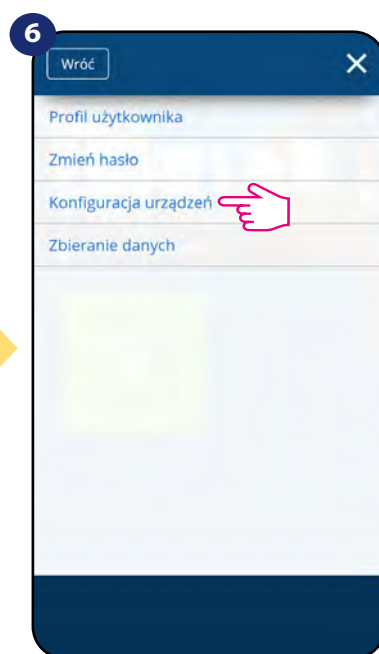 6
Wróć
Profil użytkownika
Zmień hasło
Konfiguracja urządzeń
Zbieranie danych